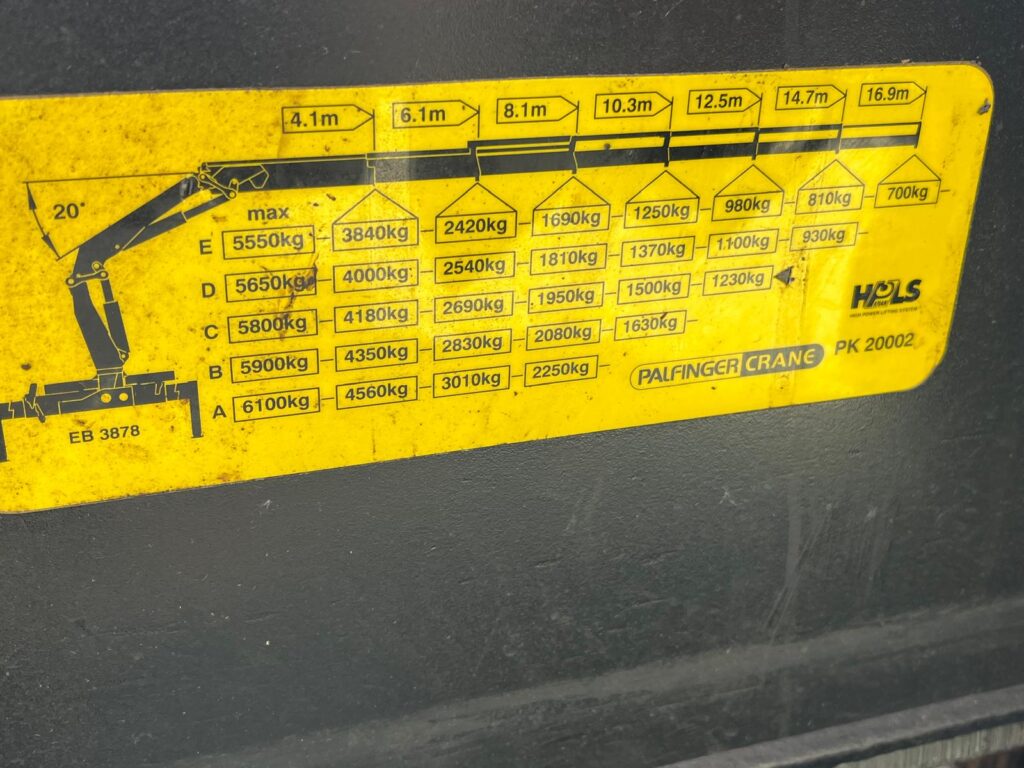 4.1m 6.1m 8.1m 10.3m 12.5m 14.7m 16.9m
20°
max
E 5550kg 3840kg 2420kg 1690kg 1250kg 980kg 810kg 700kg
D 5650kg 4000kg 2540kg 1810kg 1370kg 1100kg 930kg
C 5800kg 4180kg 2690kg 1950kg 1500kg 1230kg
B 5900kg 4350kg 2830kg 2080kg 1630kg
A 6100kg 4560kg 3010kg 2250kg
EB 3878
HPLS
HIGH POWER LIFTING SYSTEM
PALFINGER CRANE PK 20002